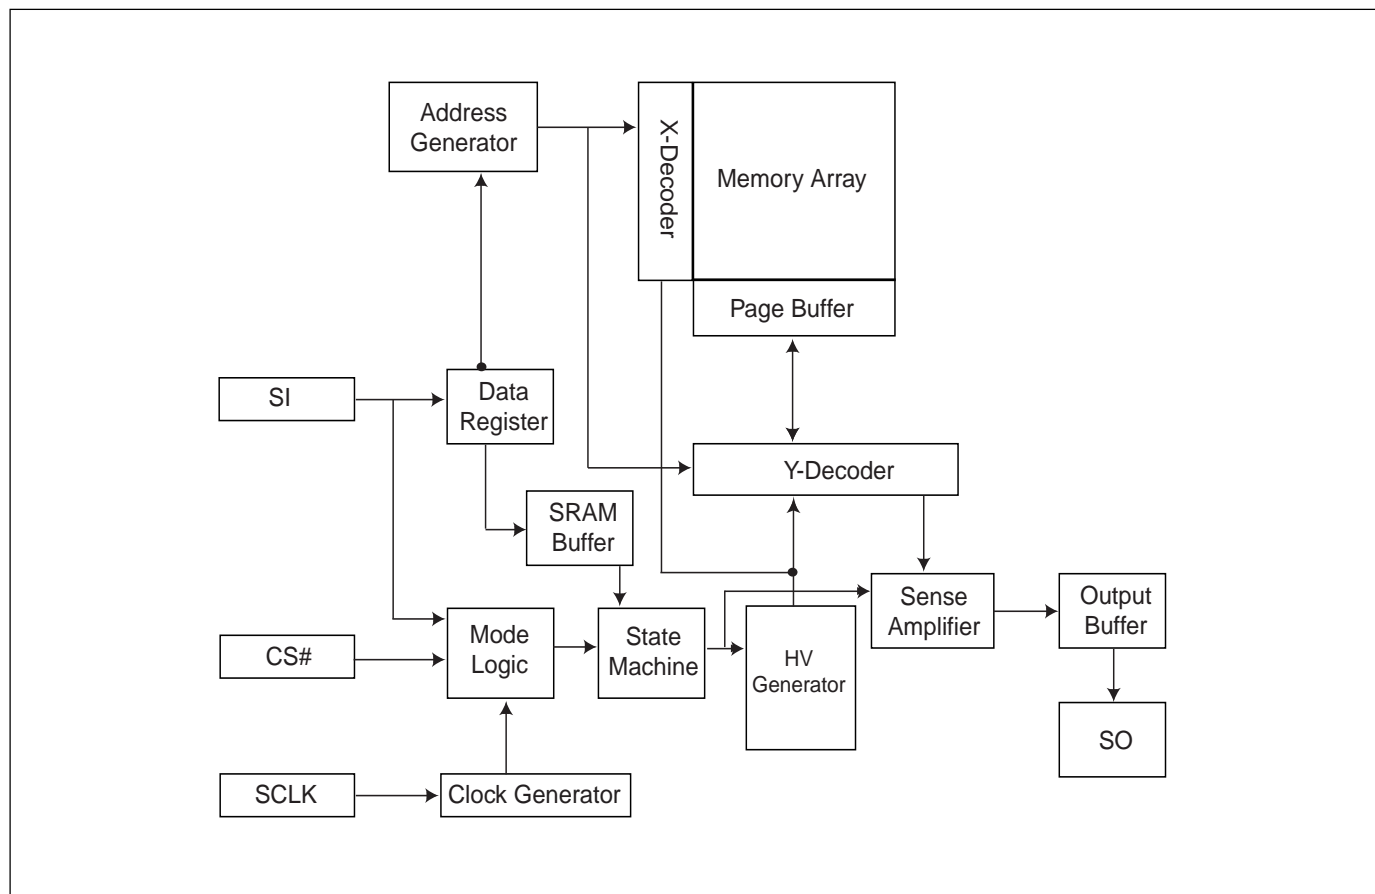 Address
Generator
X-Decoder
Memory Array
Page Buffer
SI
Data
Register
Y-Decoder
SRAM
Buffer
Sense
Amplifier
Output
Buffer
CS#
Mode
Logic
State
Machine
HV
Generator
SO
SCLK
Clock Generator